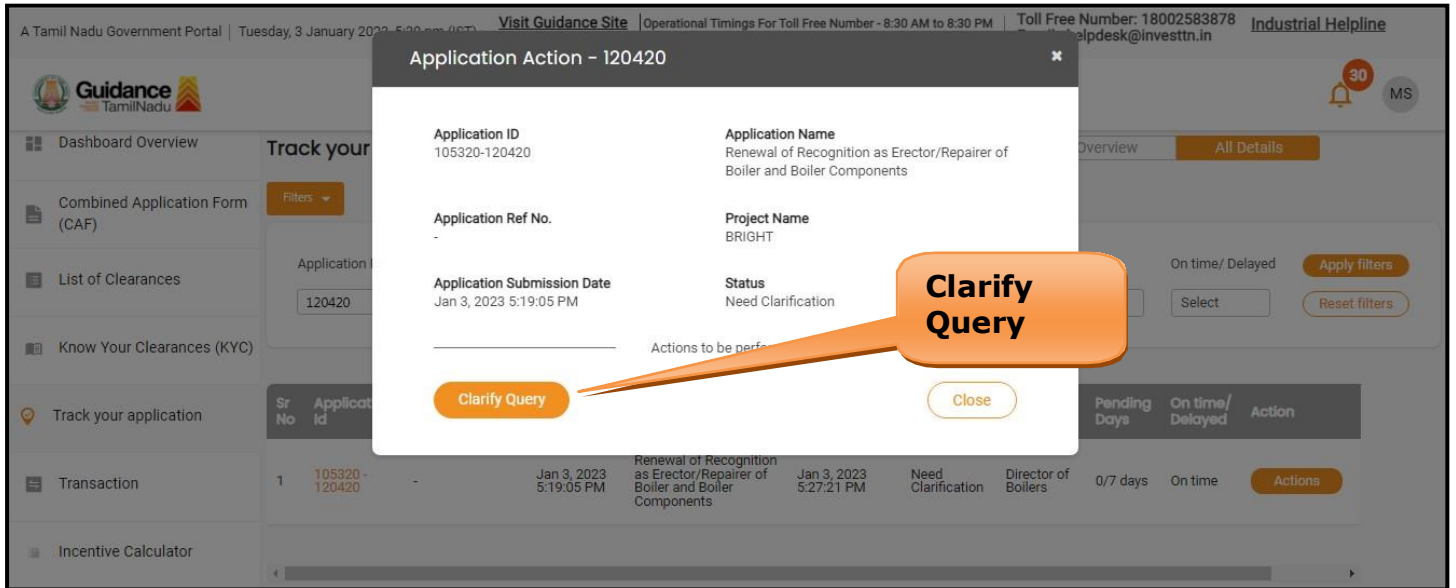 A Tamil Nadu Government Portal | Tuesday, 3 January 2023, 5:20 pm (IST)
Visit Guidance Site | Operational Timings For Toll Free Number - 8:30 AM to 8:30 PM | Toll Free Number: 18002583878
elpdesk@investtn.in
Industrial Helpline
Application Action - 120420 ×
Guidance
TamilNadu
30
MS
Dashboard Overview
Combined Application Form
(CAF)
List of Clearances
Know Your Clearances (KYC)
Track your application
Transaction
Incentive Calculator
Track your
Overview
All Details
Filters
Application ID
105320-120420
Application Name
Renewal of Recognition as Erector/Repairer of
Boiler and Boiler Components
Application Ref No.
-
Project Name
BRIGHT
Application Submission Date
Jan 3, 2023 5:19:05 PM
Status
Need Clarification
Actions to be perfo
Clarify Query
Close
Clarify
Query
Application I
120420
On time/ Delayed
Select
Apply filters
Reset filters
Sr
No
Applicat
Id
Pending
Days
On time/
Delayed
Action
1
105320 -
120420
-
Jan 3, 2023
5:19:05 PM
Renewal of Recognition
as Erector/Repairer of
Boiler and Boiler
Components
Jan 3, 2023
5:27:21 PM
Need
Clarification
Director of
Boilers
0/7 days
On time
Actions